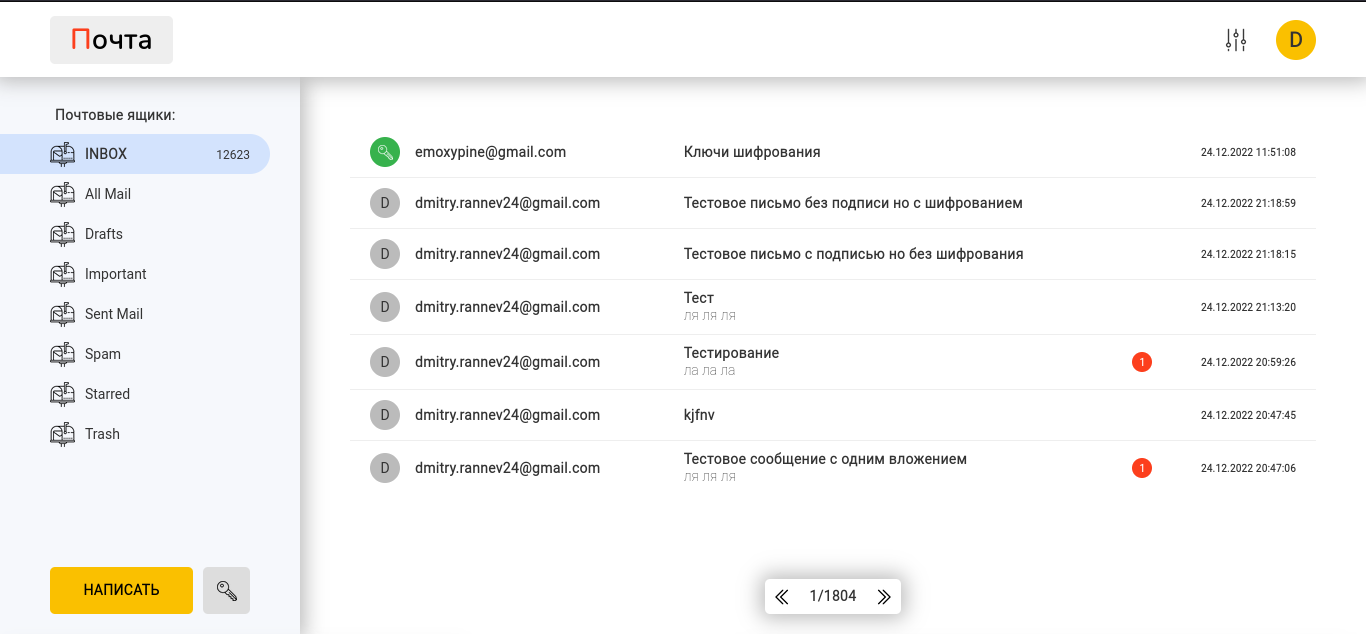 Почта
D
Почтовые ящики:
INBOX 12623
All Mail
Drafts
Important
Sent Mail
Spam
Starred
Trash
НАПИСАТЬ
emoxypine@gmail.com Ключи шифрования 24.12.2022 11:51:08
D dmitry.rannev24@gmail.com Тестовое письмо без подписи но с шифрованием 24.12.2022 21:18:59
D dmitry.rannev24@gmail.com Тестовое письмо с подписью но без шифрования 24.12.2022 21:18:15
D dmitry.rannev24@gmail.com Тест 24.12.2022 21:13:20
ля ля ля
D dmitry.rannev24@gmail.com Тестирование 1 24.12.2022 20:59:26
ла ла ла
D dmitry.rannev24@gmail.com kjfnv 24.12.2022 20:47:45
D dmitry.rannev24@gmail.com Тестовое сообщение с одним вложением 1 24.12.2022 20:47:06
ля ля ля
1/1804